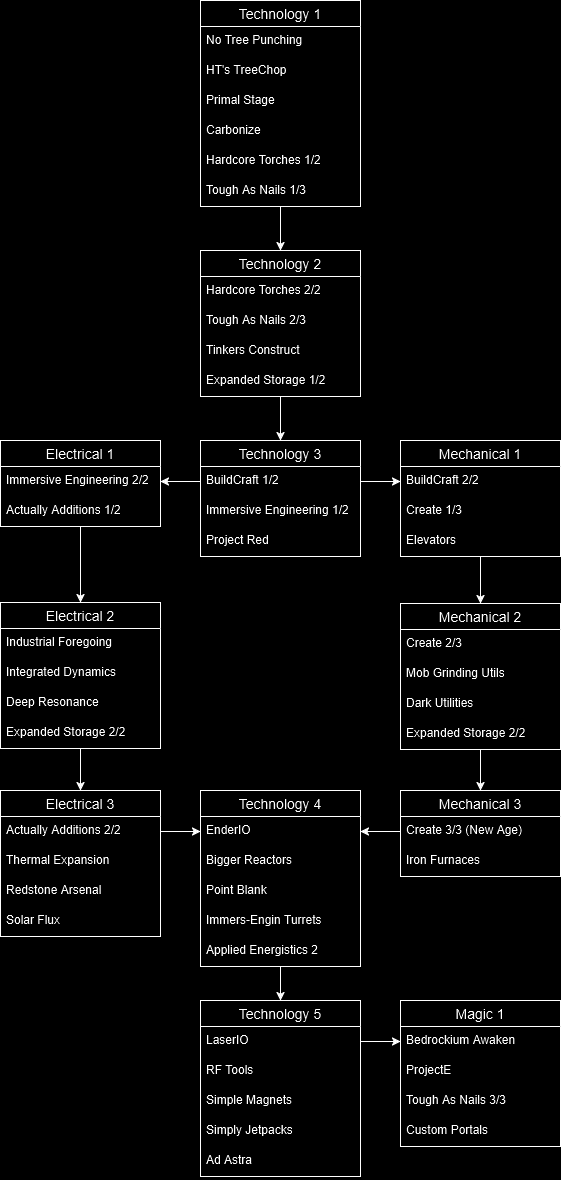 Technology 1
No Tree Punching
HT's TreeChop
Primal Stage
Carbonize
Hardcore Torches 1/2
Tough As Nails 1/3
Technology 2
Hardcore Torches 2/2
Tough As Nails 2/3
Tinkers Construct
Expanded Storage 1/2
Electrical 1
Immersive Engineering 2/2
Actually Additions 1/2
Technology 3
BuildCraft 1/2
Immersive Engineering 1/2
Project Red
Mechanical 1
BuildCraft 2/2
Create 1/3
Elevators
Electrical 2
Industrial Foregoing
Integrated Dynamics
Deep Resonance
Expanded Storage 2/2
Mechanical 2
Create 2/3
Mob Grinding Utils
Dark Utilities
Expanded Storage 2/2
Electrical 3
Actually Additions 2/2
Thermal Expansion
Redstone Arsenal
Solar Flux
Technology 4
EnderIO
Bigger Reactors
Point Blank
Immers-Engin Turrets
Applied Energistics 2
Mechanical 3
Create 3/3 (New Age)
Iron Furnaces
Technology 5
LaserIO
RF Tools
Simple Magnets
Simply Jetpacks
Ad Astra
Magic 1
Bedrockium Awaken
ProjectE
Tough As Nails 3/3
Custom Portals